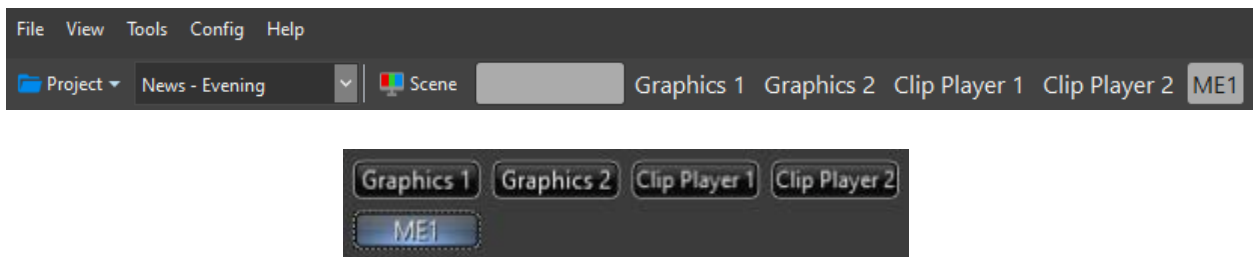 File View Tools Config Help
Project News - Evening Scene Graphics 1 Graphics 2 Clip Player 1 Clip Player 2 ME1
Graphics 1 Graphics 2 Clip Player 1 Clip Player 2
ME1